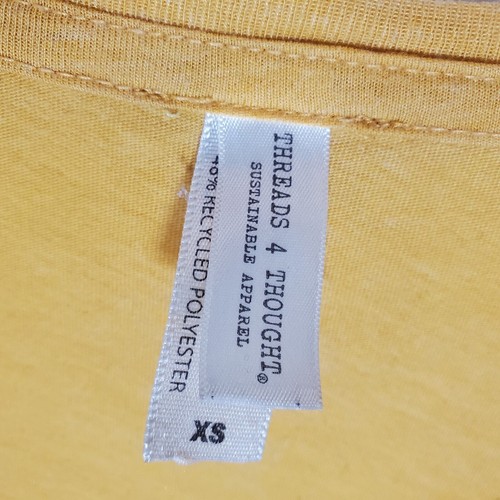 THREADS 4 THOUGHT®
SUSTAINABLE APPAREL
RECYCLED POLYESTER
XS